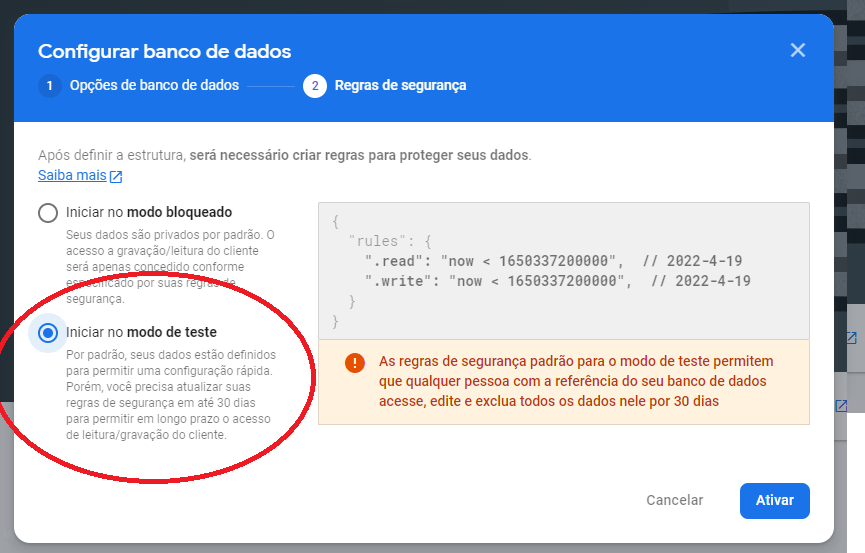 Configurar banco de dados
1 Opções de banco de dados
2 Regras de segurança
Após definir a estrutura, será necessário criar regras para proteger seus dados.
Saiba mais
Iniciar no modo bloqueado
Seus dados são privados por padrão. O
acesso a gravação/leitura do cliente
será apenas concedido conforme
especificado por suas regras de
segurança.
Iniciar no modo de teste
Por padrão, seus dados estão definidos
para permitir uma configuração rápida.
Porém, você precisa atualizar suas
regras de segurança em até 30 dias
para permitir em longo prazo o acesso
de leitura/gravação do cliente.
{
"rules": {
".read": "now < 1650337200000", // 2022-4-19
".write": "now < 1650337200000", // 2022-4-19
}
}
As regras de segurança padrão para o modo de teste permitem
que qualquer pessoa com a referência do seu banco de dados
acesse, edite e exclua todos os dados nele por 30 dias
Cancelar
Ativar